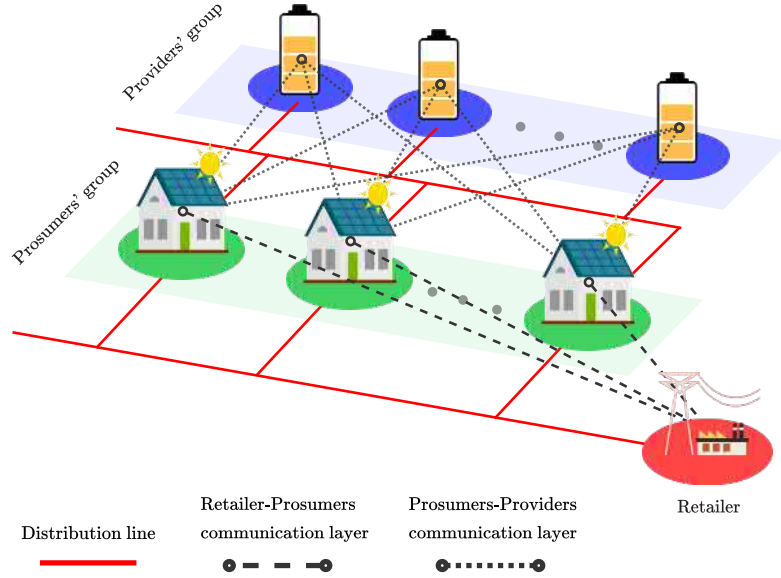 Providers' group
Prosumers' group
Retailer
Retailer-Prosumers
communication layer
Prosumers-Providers
communication layer
Distribution line